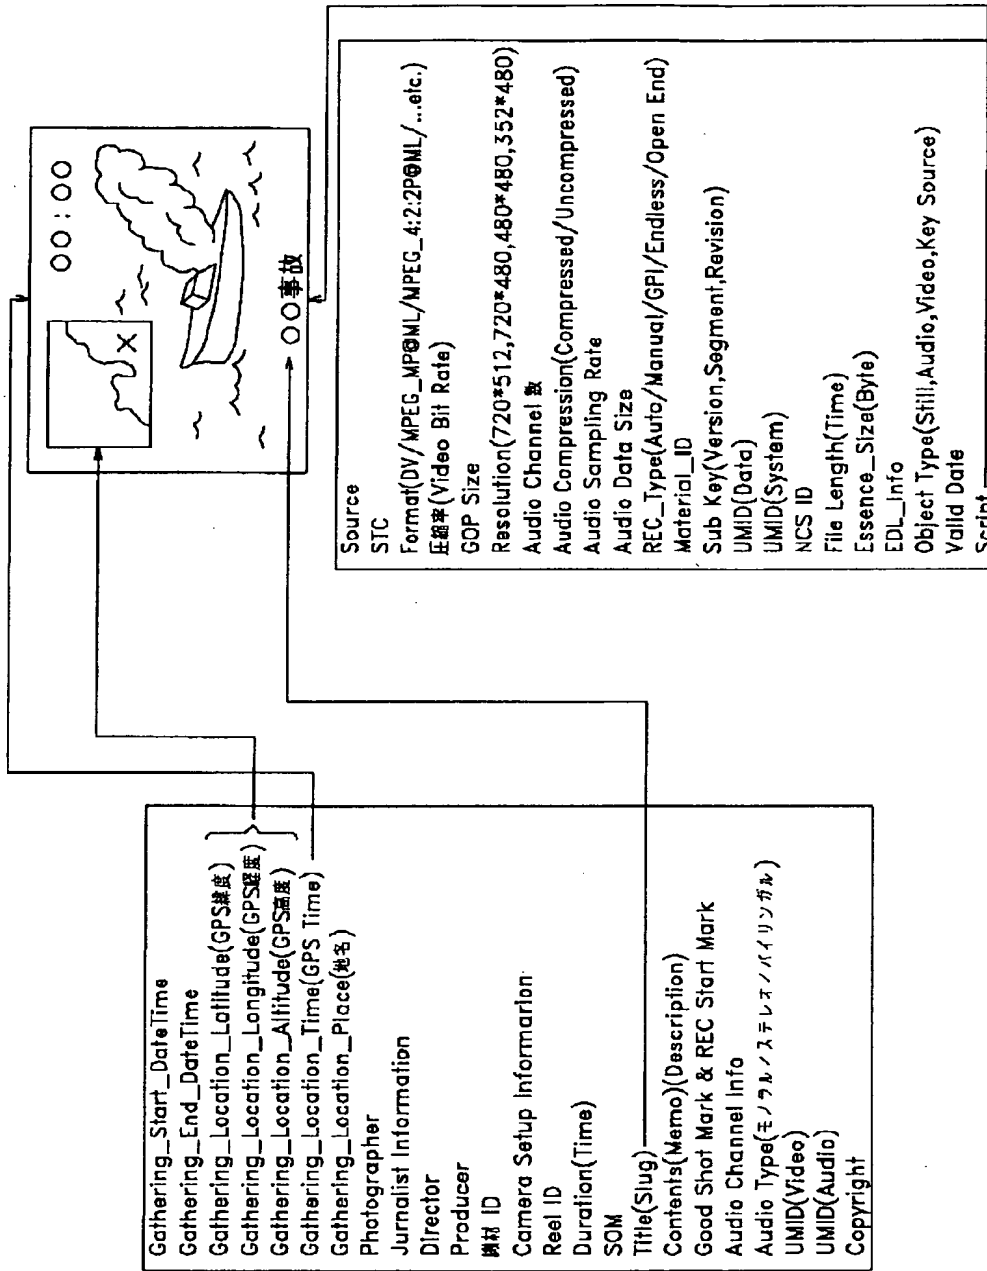 Gathering_Start_DateTime
Gathering_End_DateTime
Gathering_Location_Latitude(GPS緯度)
Gathering_Location_Longitude(GPS経度)
Gathering_Location_Altitude(GPS高度)
Gathering_Location_Time(GPS Time)
Gathering_Location_Place(地名)
Photographer
Jurnalist Information
Director
Producer
ID
Camera Setup Informarion
Reel ID
Duration(Time)
SOM
Title(Slug)
Contents(Memo)(Description)
Good Shot Mark & REC Start Mark
Audio Channel Info
Audio Type(モノラル/ステレオ/バイリンガル)
UMID(Video)
UMID(Audio)
Copyright
○○:○○
×
○○事故
Source
STC
Format(DV/MPEG_MP@ML/MPEG_4:2:2P@ML/...etc.)
圧縮率(Video Bit Rate)
GOP Size
Resolution(720*512,720*480,480*480,352*480)
Audio Channel 数
Audio Compression(Compressed/Uncompressed)
Audio Sampling Rate
Audio Data Size
REC_Type(Auto/Manual/GPI/Endless/Open End)
Material_ID
Sub Key(Version,Segment,Revision)
UMID(Data)
UMID(System)
NCS ID
File Length(Time)
Essence_Size(Byte)
EDL_Info
Object Type(Still,Audio,Video,Key Source)
Valid Date
Script